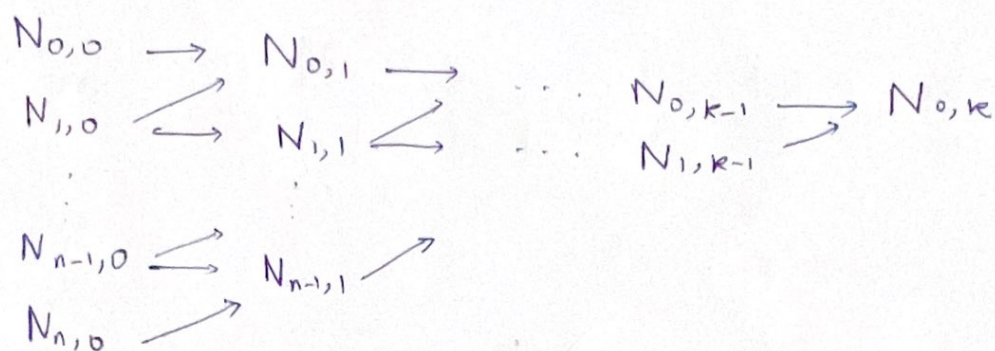 N0,0 → N0,1 → .... N0,k-1 → N0,k
N1,0 → N1,1 → ... N1,k-1
Nn-1,0 → Nn-1,1
Nn,0